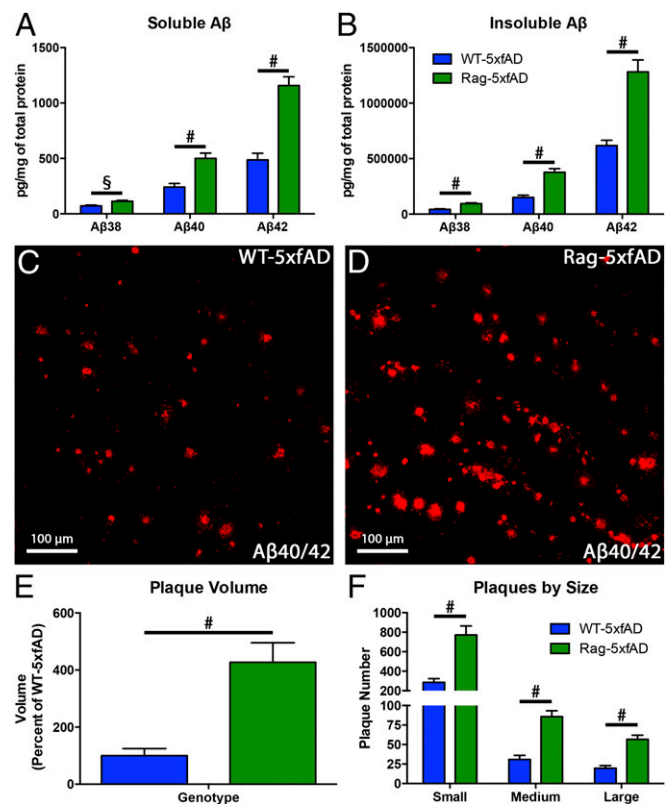 A
Soluble Aβ
pg/mg of total protein
1500
1000
500
0
§
#
#
Aβ38
Aβ40
Aβ42
B
Insoluble Aβ
pg/mg of total protein
1500000
1000000
500000
0
WT-5xfAD
Rag-5xfAD
#
#
#
Aβ38
Aβ40
Aβ42
C
WT-5xfAD
100 µm
Aβ40/42
D
Rag-5xfAD
100 µm
Aβ40/42
E
Plaque Volume
Volume
(Percent of WT-5xfAD)
600
400
200
0
#
Genotype
F
Plaques by Size
Plaque Number
1000
800
600
400
200
100
75
50
25
0
WT-5xfAD
Rag-5xfAD
#
#
#
Small
Medium
Large